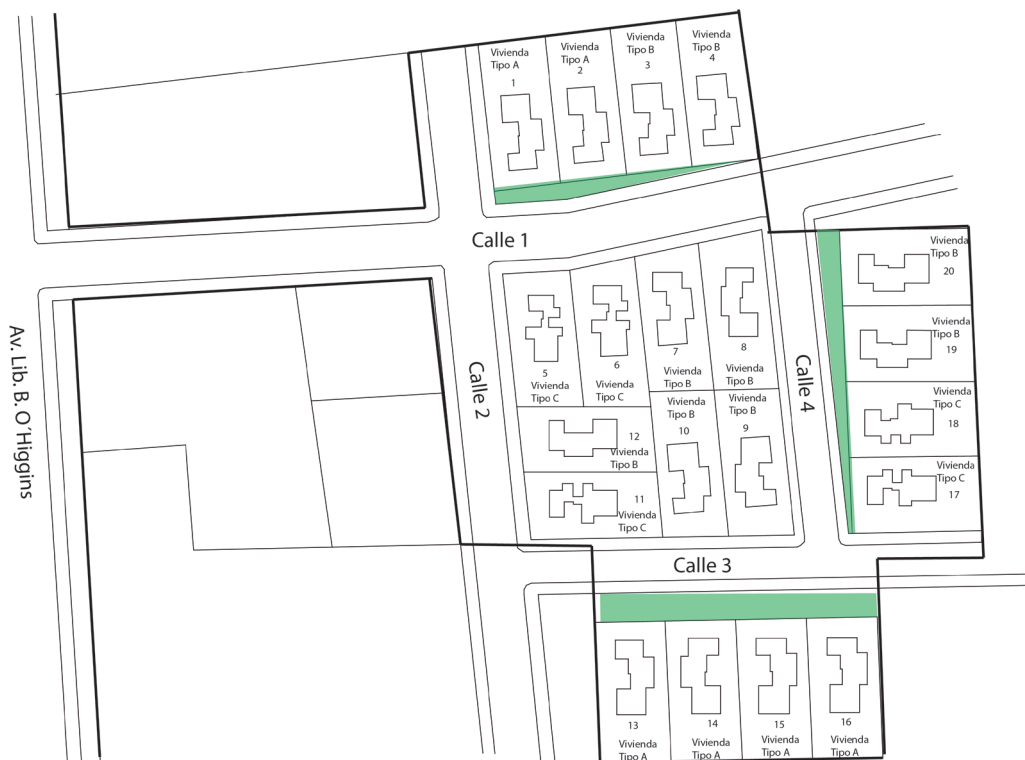 Vivienda
Tipo A
1
Vivienda
Tipo A
2
Vivienda
Tipo B
3
Vivienda
Tipo B
4
Calle 1
Av. Lib. B. O´Higgins
Calle 2
Calle 4
Calle 3
5
Vivienda
Tipo C
6
Vivienda
Tipo C
7
Vivienda
Tipo B
8
Vivienda
Tipo B
Vivienda
Tipo B
10
Vivienda
Tipo B
9
12
Vivienda
Tipo B
11
Vivienda
Tipo C
Vivienda
Tipo B
20
Vivienda
Tipo B
19
Vivienda
Tipo C
18
Vivienda
Tipo C
17
13
Vivienda
Tipo A
14
Vivienda
Tipo A
15
Vivienda
Tipo A
16
Vivienda
Tipo A